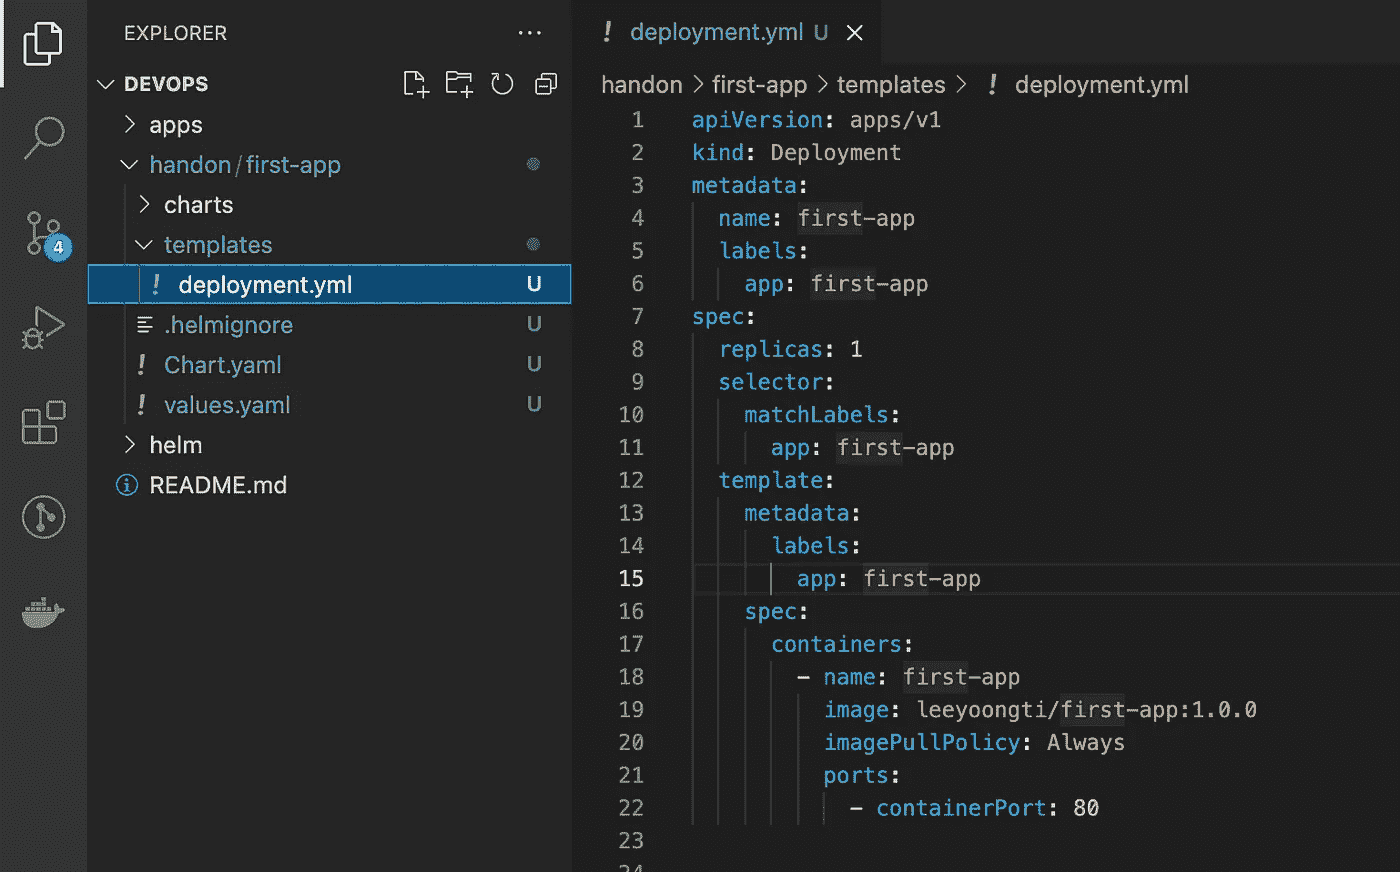 EXPLORER
DEVOPS
apps
handon/first-app
charts
templates
! deployment.yml U
.helmignore U
! Chart.yaml U
! values.yaml U
helm
README.md
4
! deployment.yml U
handon > first-app > templates > ! deployment.yml
1 apiVersion: apps/v1
2 kind: Deployment
3 metadata:
4   name: first-app
5   labels:
6     app: first-app
7 spec:
8   replicas: 1
9   selector:
10     matchLabels:
11       app: first-app
12   template:
13     metadata:
14       labels:
15         app: first-app
16     spec:
17       containers:
18         - name: first-app
19           image: leeyoongti/first-app:1.0.0
20           imagePullPolicy: Always
21           ports:
22             - containerPort: 80
23